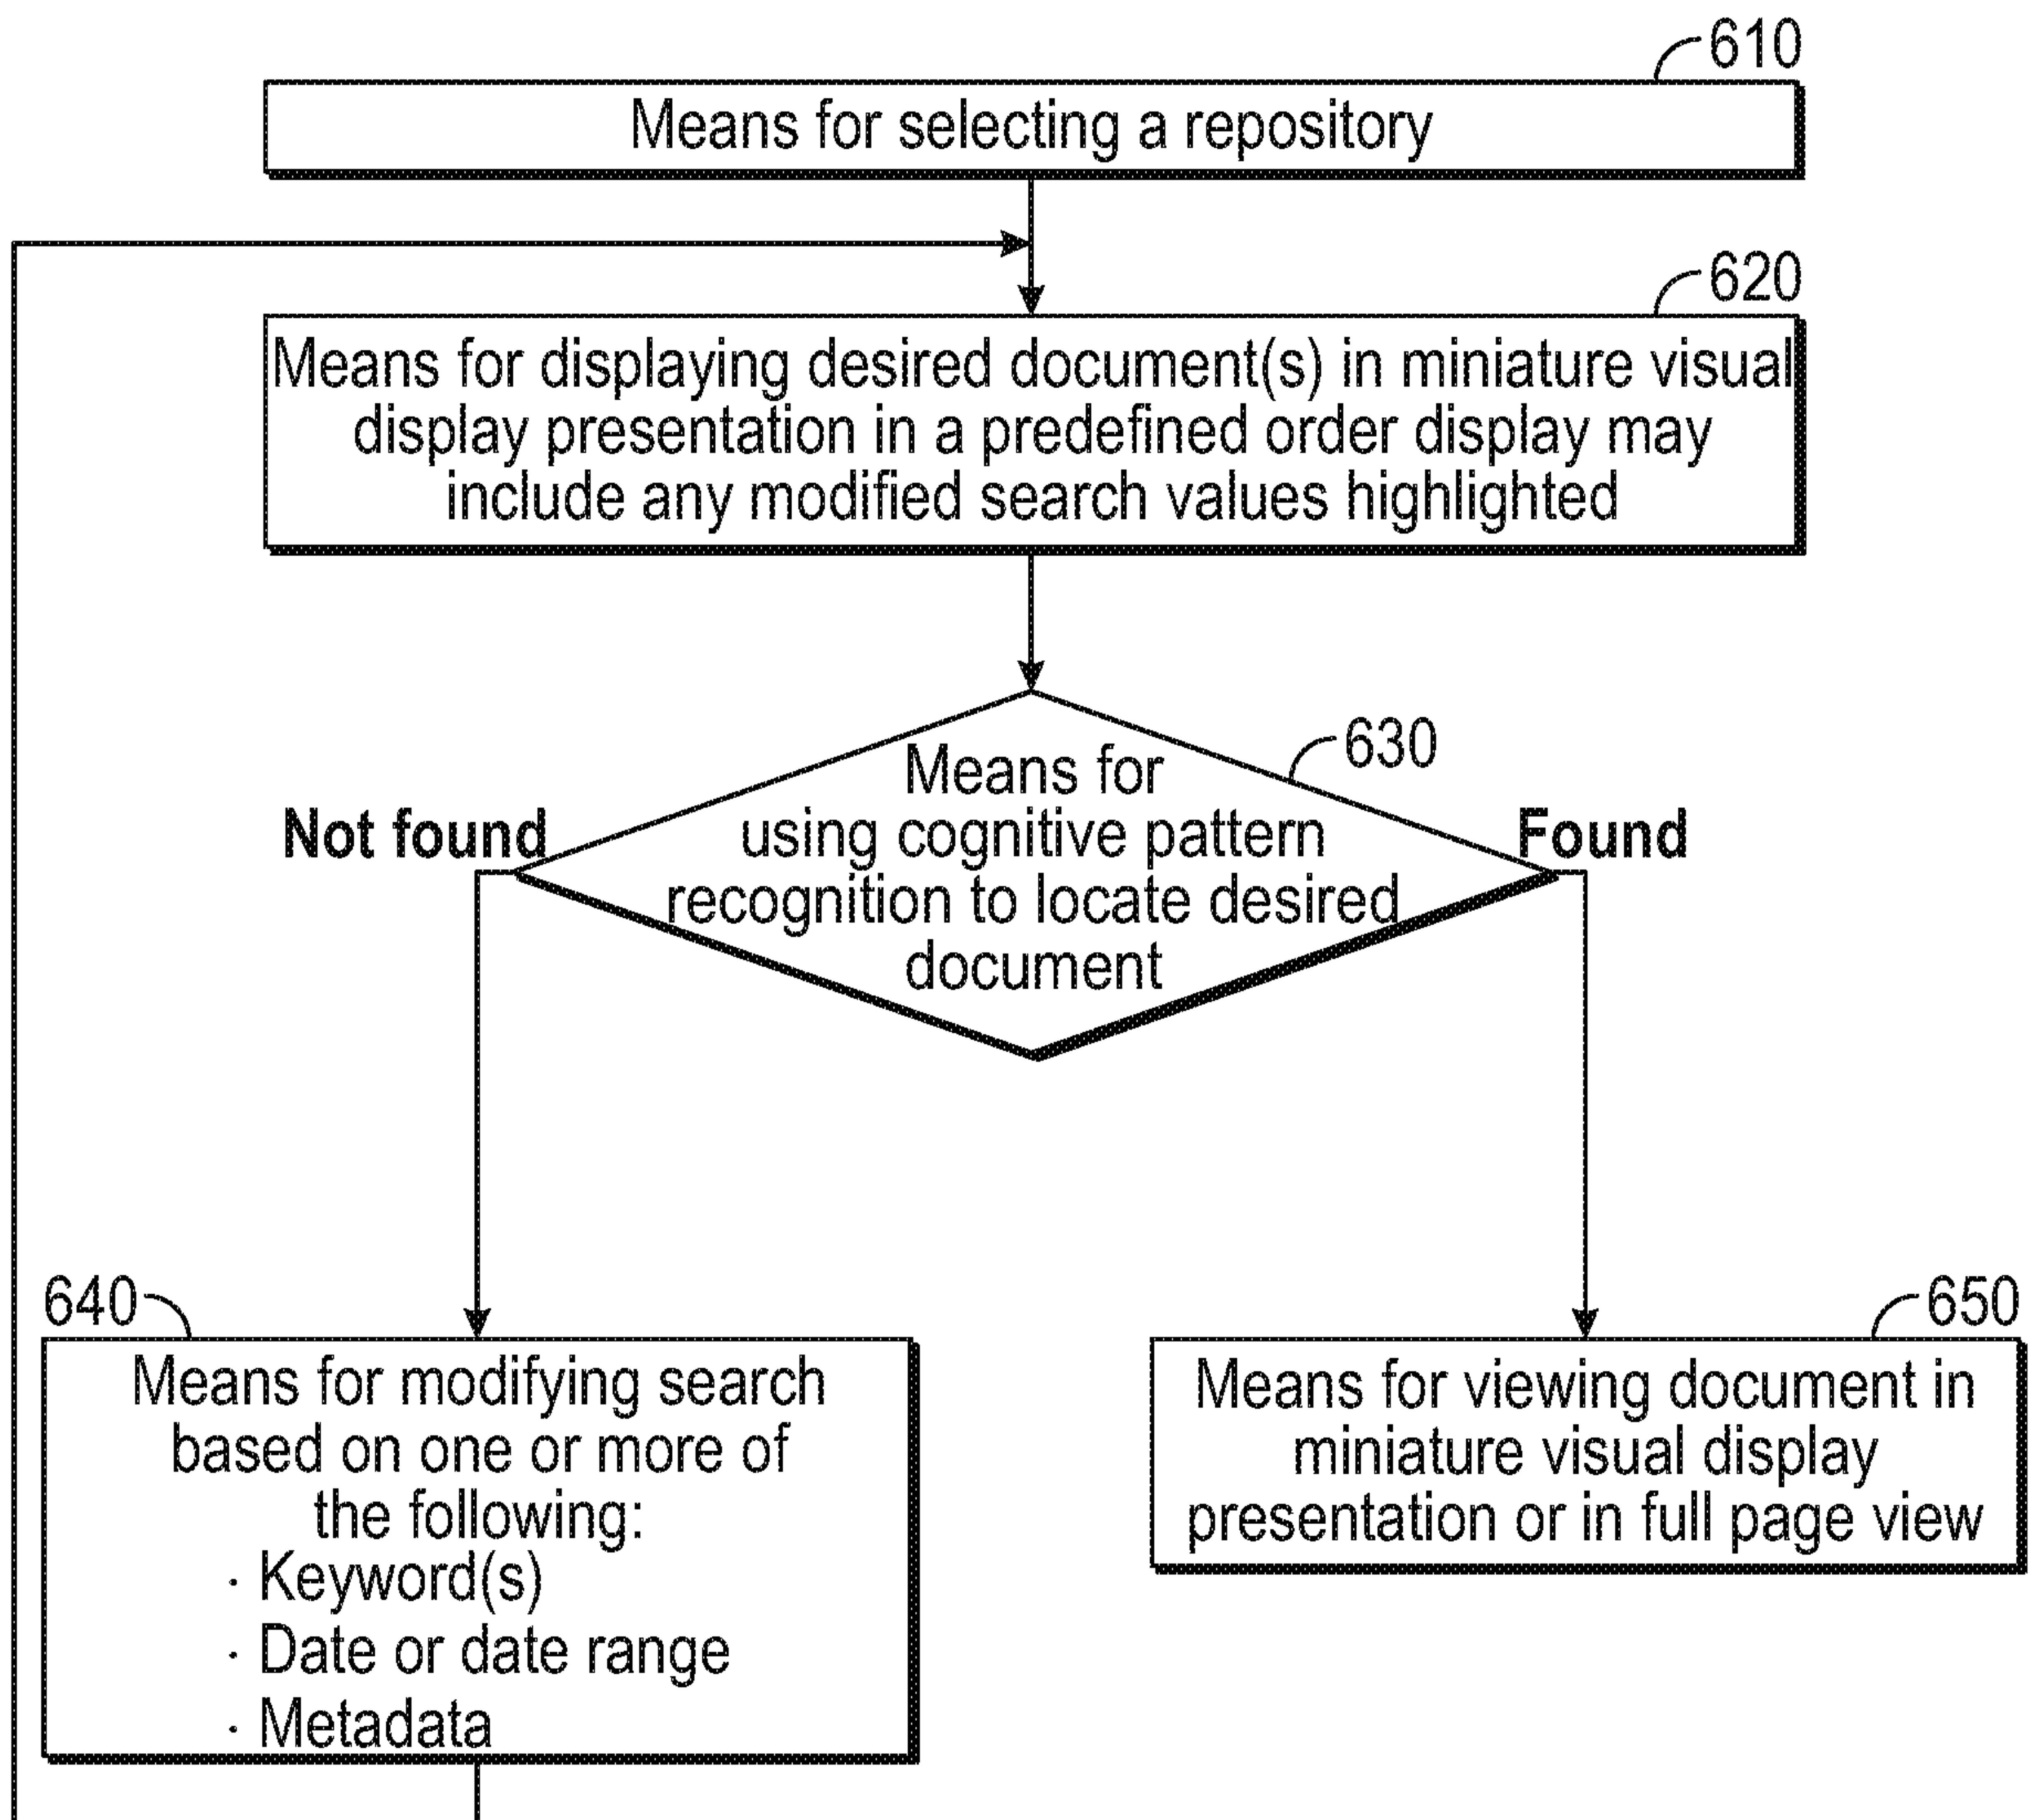 610
Means for selecting a repository
620
Means for displaying desired document(s) in miniature visual
display presentation in a predefined order display may
include any modified search values highlighted
630
Means for
using cognitive pattern
recognition to locate desired
document
Not found
Found
640
Means for modifying search
based on one or more of
the following:
· Keyword(s)
· Date or date range
· Metadata
650
Means for viewing document in
miniature visual display
presentation or in full page view